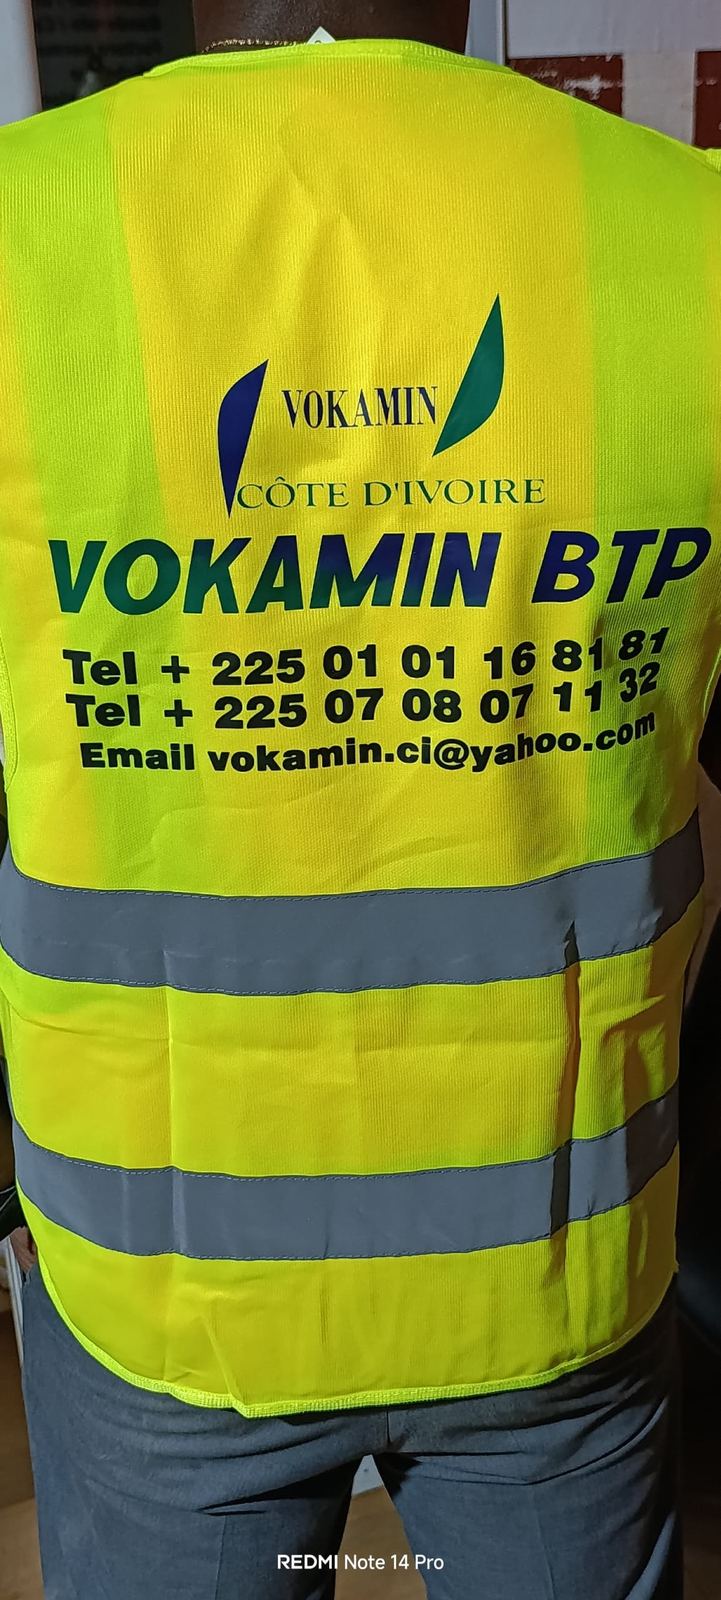 VOKAMIN
CÔTE D'IVOIRE
VOKAMIN BTP
Tel + 225 01 01 16 81 81
Tel + 225 07 08 07 11 32
Email vokamin.ci@yahoo.com
REDMI Note 14 Pro